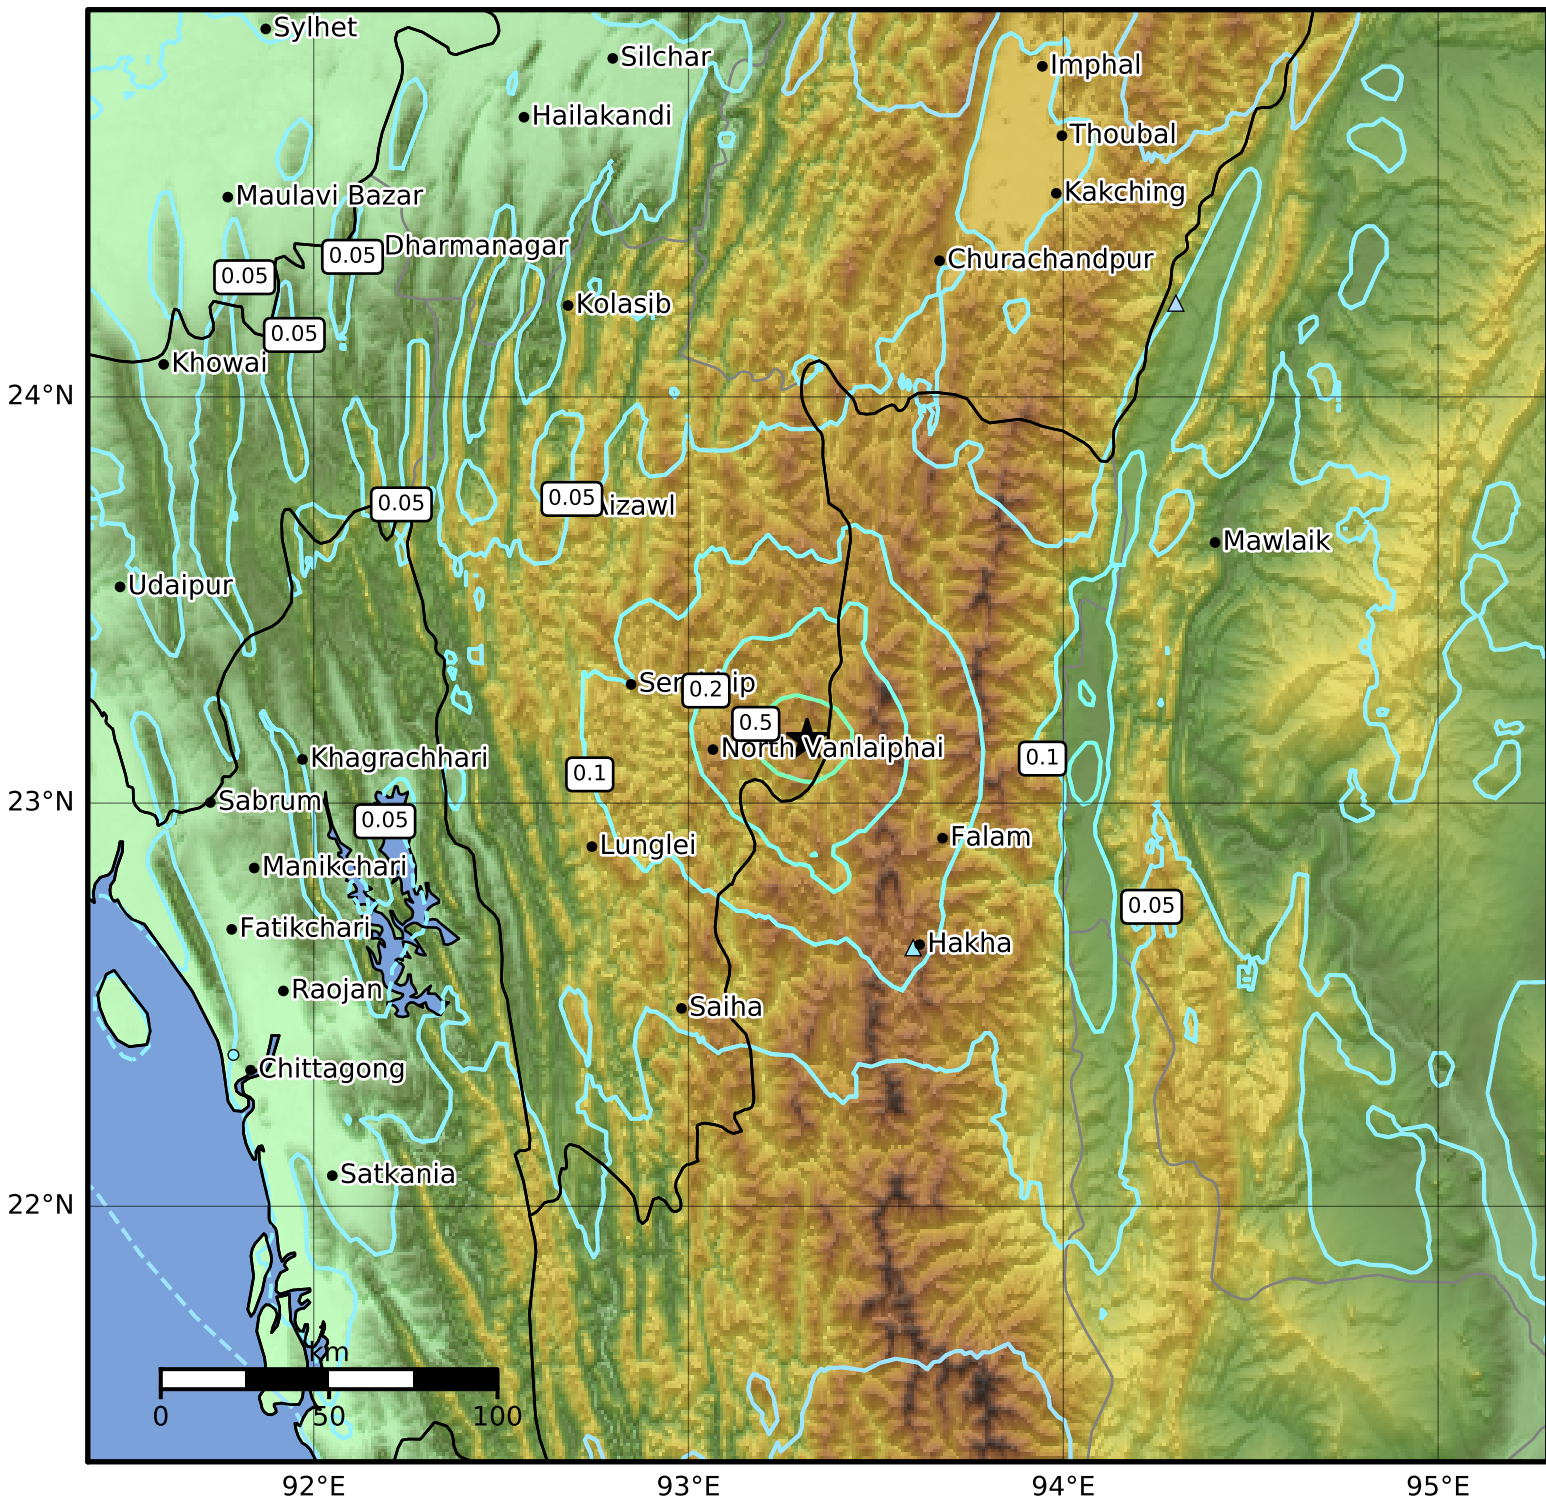 Sylhet
Silchar
Imphal
Hailakandi
Thoubal
Maulavi Bazar
Kakching
0.05
Dharmanagar
Churachandpur
0.05
Kolasib
0.05
Khowai
24°N
0.05
0.05
Mawlaik
Udaipur
0.2
0.5
North Vanlaiphai
Khagrachhari
0.1
0.1
23°N
Sabrum
0.05
Falam
Lunglei
Manikchari
0.05
Fatikchari
Hakha
Raojan
Saiha
Chittagong
Satkania
22°N
km
0
50
100
92°E
93°E
94°E
95°E